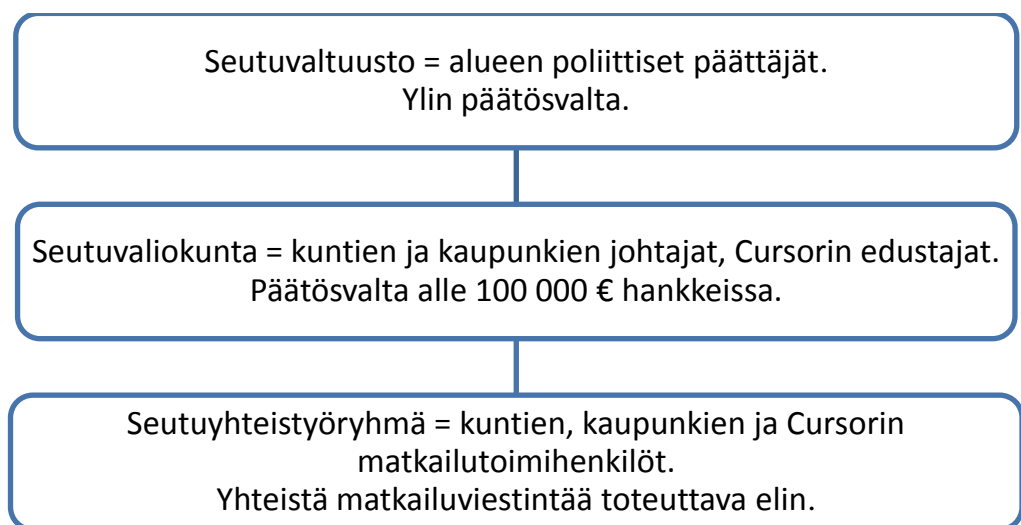 Seutuvaltuusto = alueen poliittiset päättäjät.
Ylin päätösvalta.
Seutuvaliokunta = kuntien ja kaupunkien johtajat, Cursorin edustajat.
Päätösvalta alle 100 000 € hankkeissa.
Seutuyhteistyöryhmä = kuntien, kaupunkien ja Cursorin
matkailutoimihenkilöt.
Yhteistä matkailuviestintää toteuttava elin.